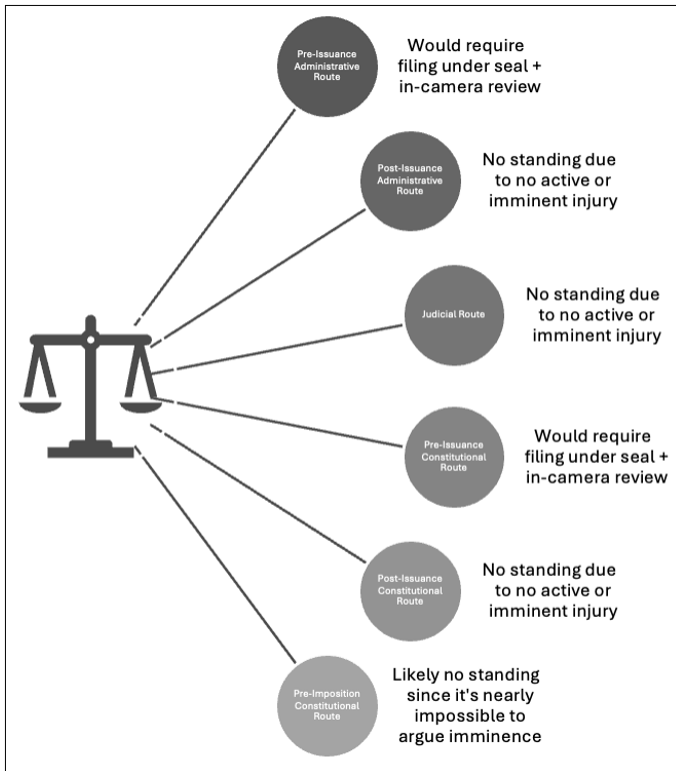 Pre-Issuance
Administrative
Route
Would require
filing under seal +
in-camera review
Post-Issuance
Administrative
Route
No standing due
to no active or
imminent injury
Judicial Route
No standing due
to no active or
imminent injury
Pre-Issuance
Constitutional
Route
Would require
filing under seal +
in-camera review
Post-Issuance
Constitutional
Route
No standing due
to no active or
imminent injury
Pre-Imposition
Constitutional
Route
Likely no standing
since it's nearly
impossible to
argue imminence